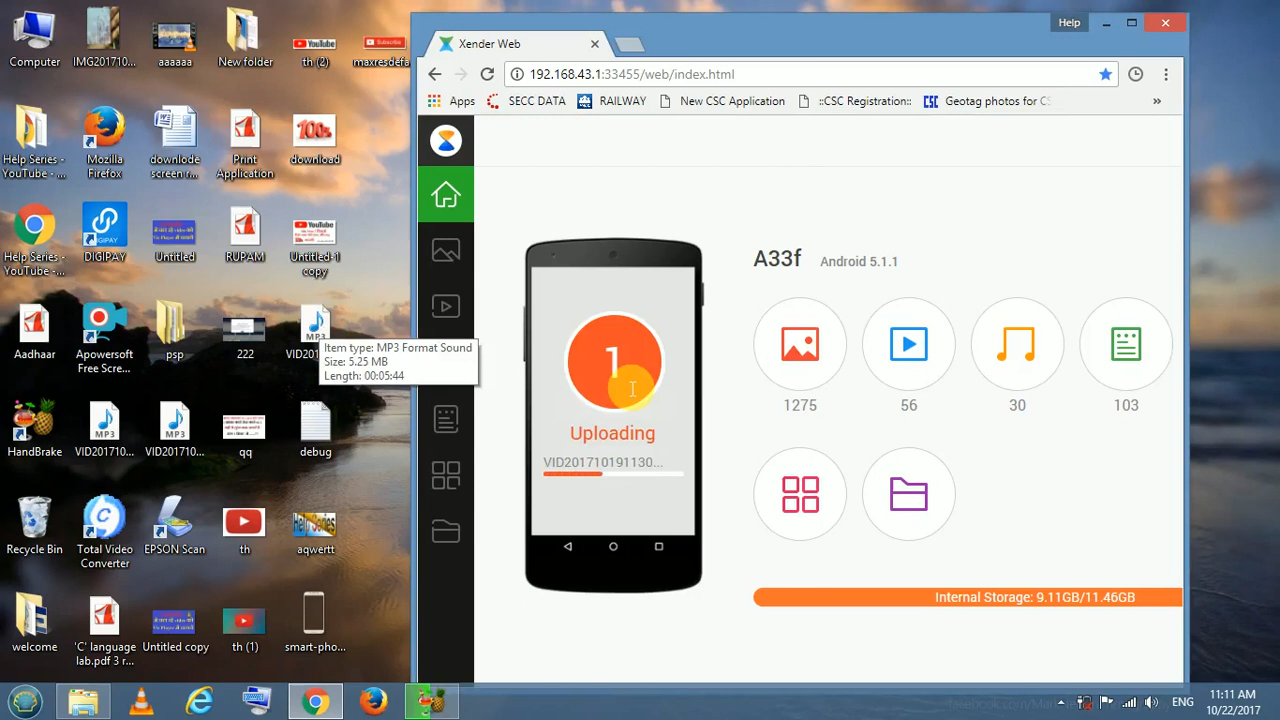 Computer
IMG201710...
aaaaaa
New folder
th (2)
maxresdefa
Help Series - YouTube - ...
Mozilla Firefox
downlode screen r...
Print Application
download
Help Series - YouTube - ...
DIGIPAY
Untitled
RUPAM
Untitled-1 copy
Aadhaar
Apowersoft Free Scre...
psp
222
VID201
HandBrake
VID201710...
VID201710...
qq
debug
Recycle Bin
Total Video Converter
EPSON Scan
th
aqwertt
welcome
'C' language lab.pdf 3 r...
Untitled copy
th (1)
smart-pho...
Item type: MP3 Format Sound
Size: 5.25 MB
Length: 00:05:44
Help
Xender Web
192.168.43.1:33455/web/index.html
Apps
SECC DATA
RAILWAY
New CSC Application
::CSC Registration::
Geotag photos for CS
A33f Android 5.1.1
1
Uploading
VID201710191130...
1275
56
30
103
Internal Storage: 9.11GB/11.46GB
ENG
11:11 AM
10/22/2017